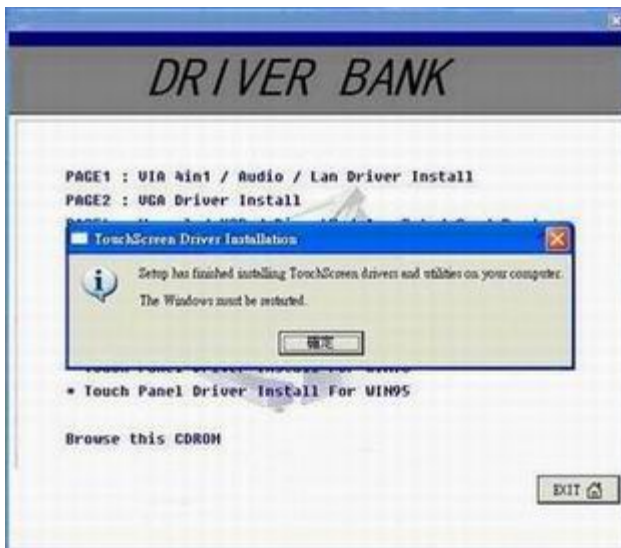 DRIVER BANK
PAGE1 : VIA 4in1 / Audio / Lan Driver Install
PAGE2 : VGA Driver Install
TouchScreen Driver Installation
Setup has finished installing TouchScreen drivers and utilities on your computer.
The Windows must be restarted.
確定
* Touch Panel Driver Install For WIN95
Browse this CDROM
EXIT